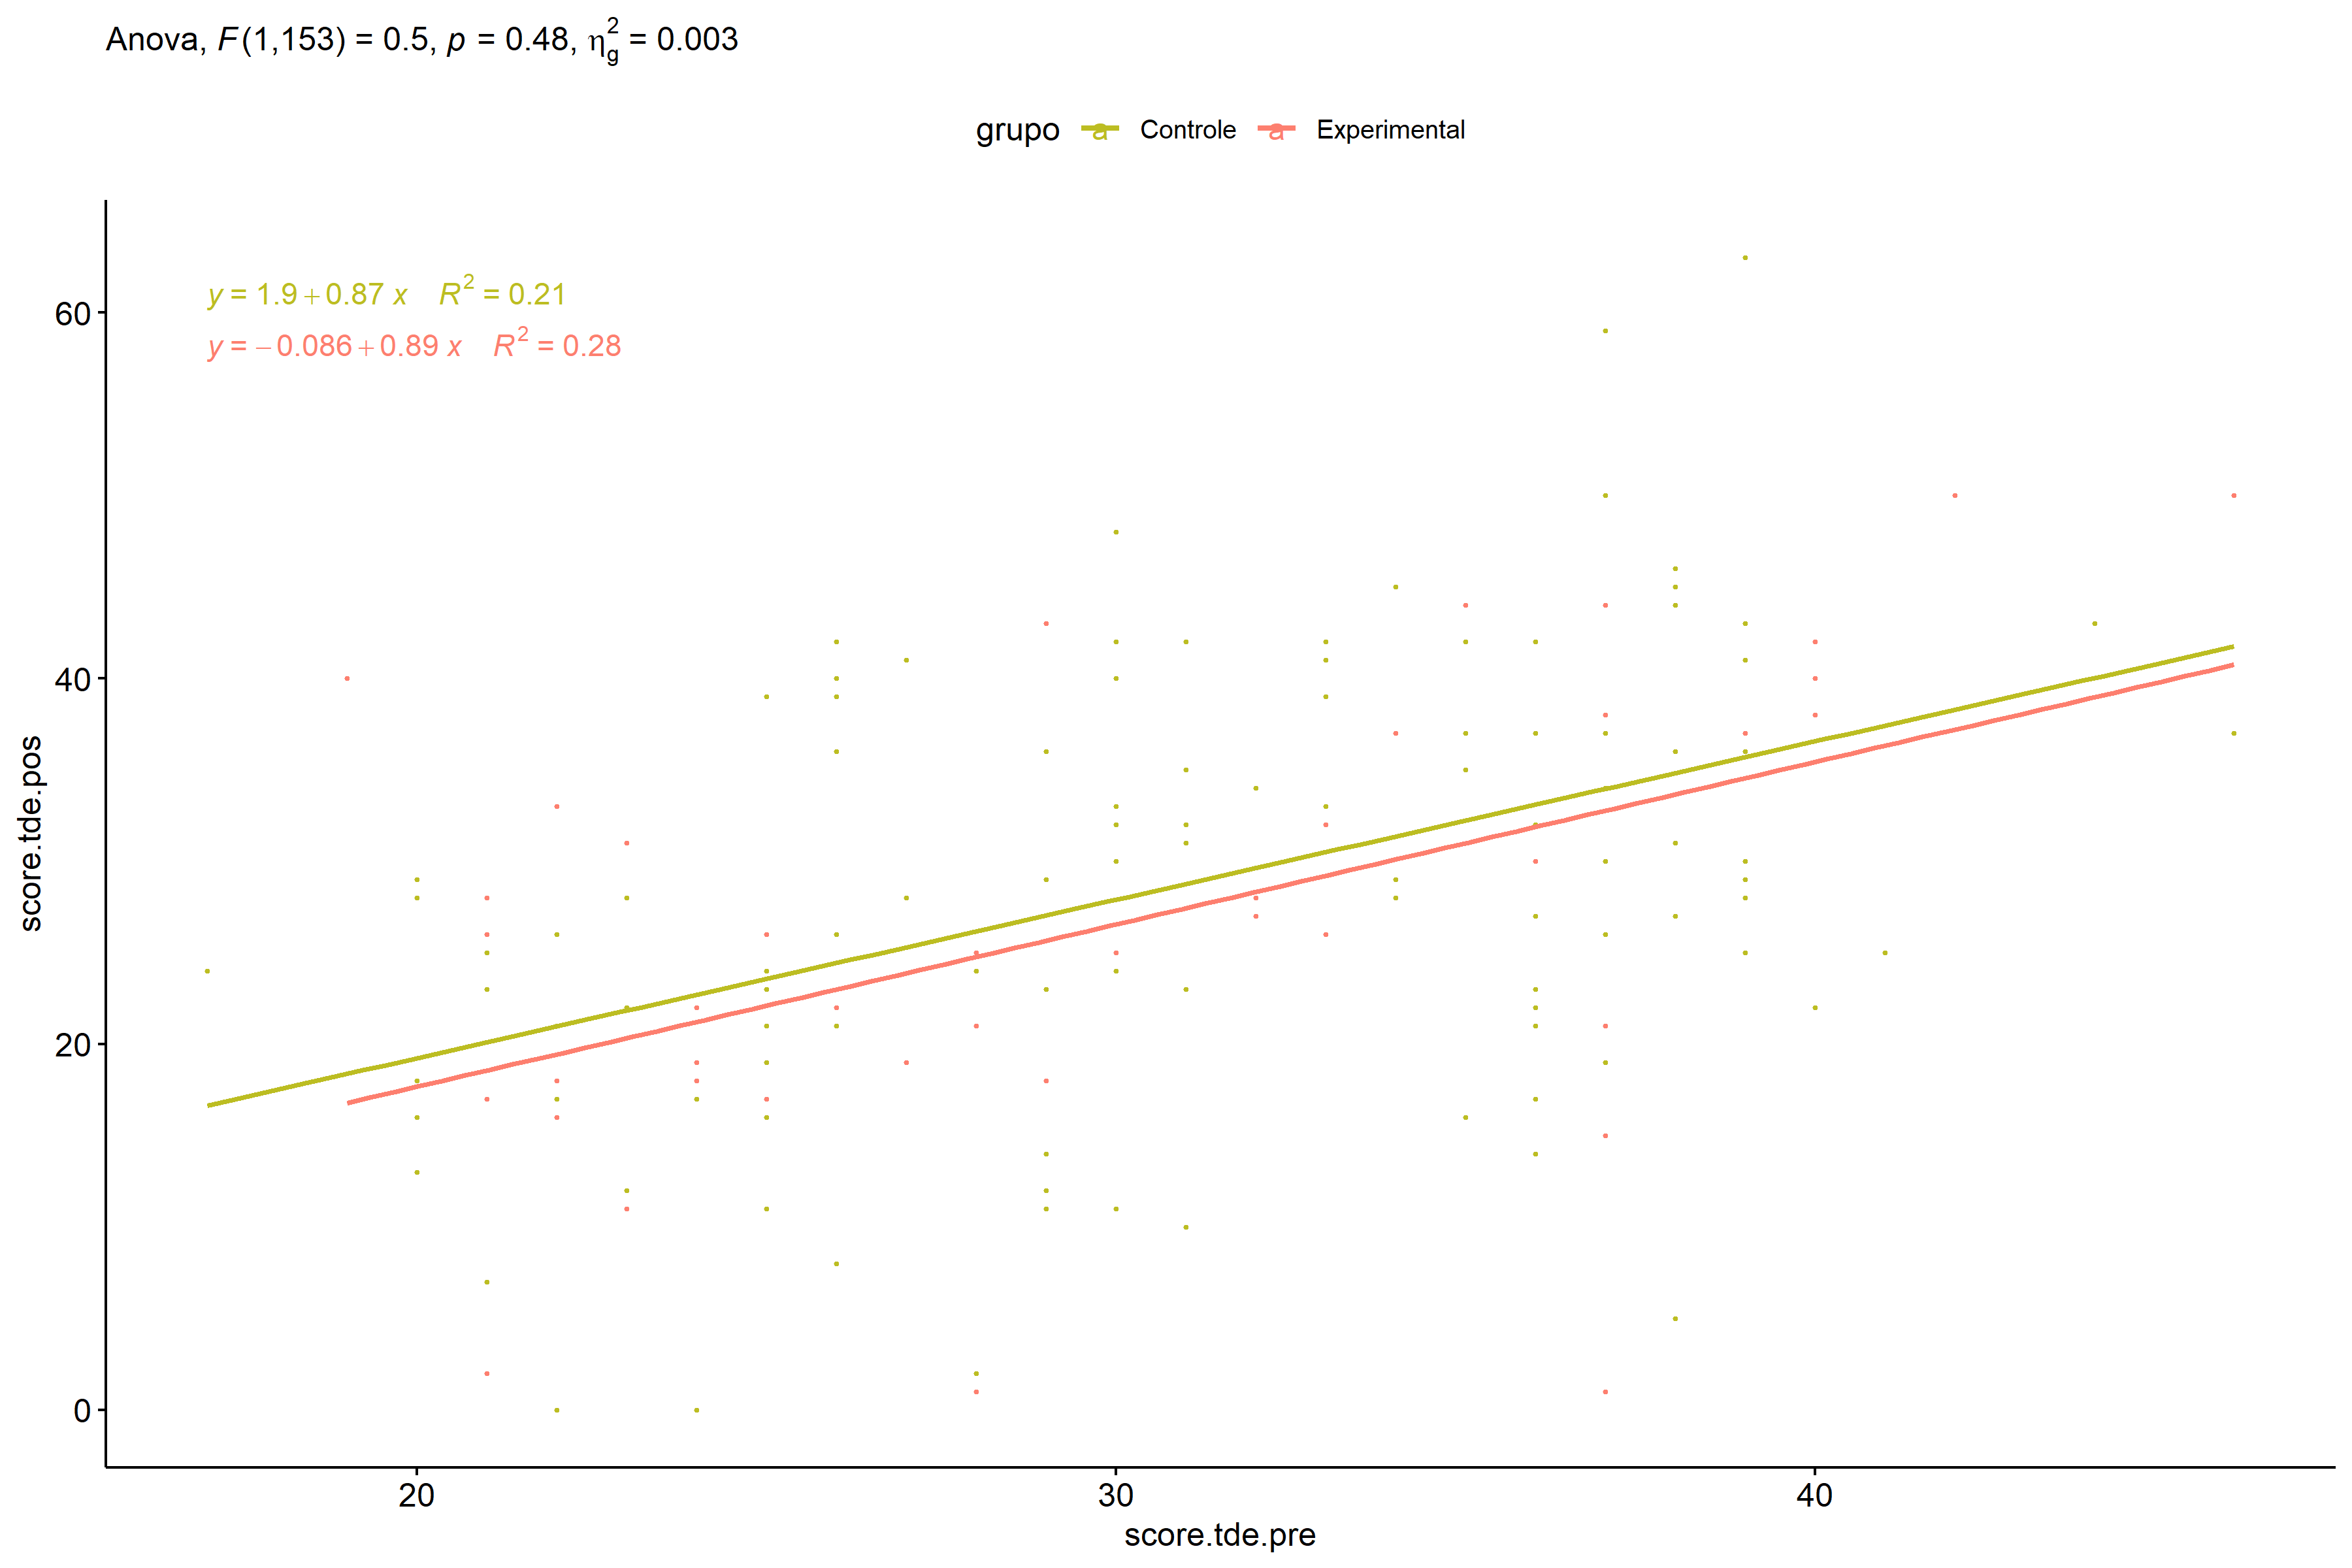 Anova, F(1,153) = 0.5, p = 0.48, η²g = 0.003
grupo a Controle a Experimental
y = 1.9 + 0.87 x R² = 0.21
y = − 0.086 + 0.89 x R² = 0.28
60
40
20
0
score.tde.pos
20 30 40
score.tde.pre